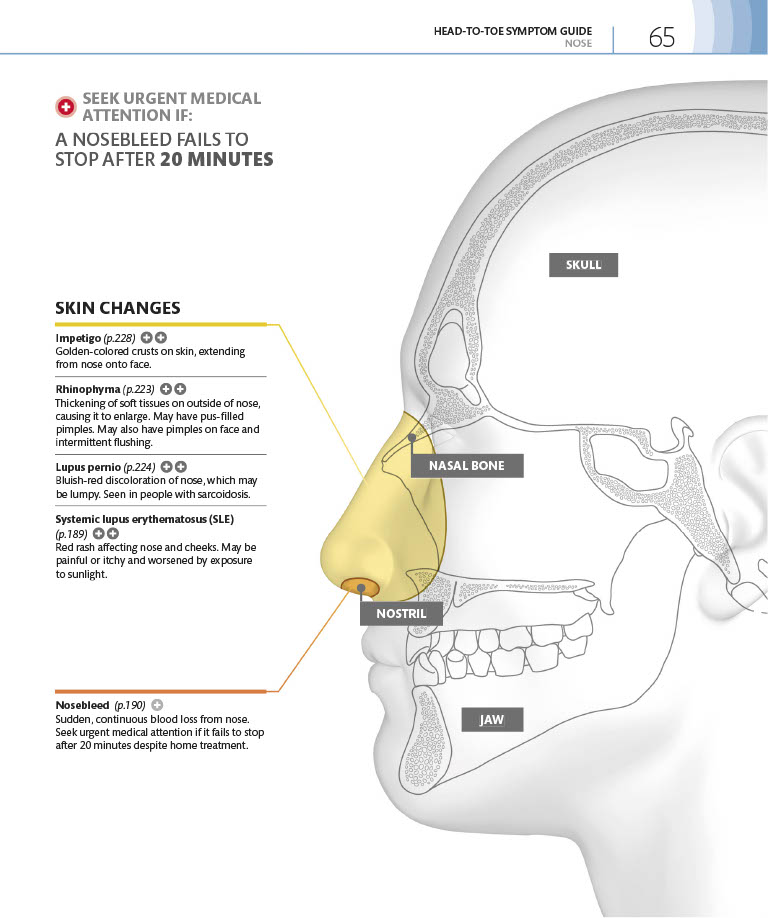 HEAD-TO-TOE SYMPTOM GUIDE
NOSE
65
SEEK URGENT MEDICAL
ATTENTION IF:
A NOSEBLEED FAILS TO
STOP AFTER 20 MINUTES
SKULL
SKIN CHANGES
Impetigo (p.228)
Golden-colored crusts on skin, extending
from nose onto face.
Rhinophyma (p.223)
Thickening of soft tissues on outside of nose,
causing it to enlarge. May have pus-filled
pimples. May also have pimples on face and
intermittent flushing.
Lupus pernio (p.224)
Bluish-red discoloration of nose, which may
be lumpy. Seen in people with sarcoidosis.
Systemic lupus erythematosus (SLE)
(p.189)
Red rash affecting nose and cheeks. May be
painful or itchy and worsened by exposure
to sunlight.
NASAL BONE
NOSTRIL
Nosebleed (p.190)
Sudden, continuous blood loss from nose.
Seek urgent medical attention if it fails to stop
after 20 minutes despite home treatment.
JAW